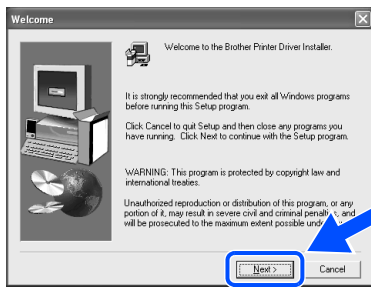 Welcome
Welcome to the Brother Printer Driver Installer.
It is strongly recommended that you exit all Windows programs
before running this Setup program.
Click Cancel to quit Setup and then close any programs you
have running. Click Next to continue with the Setup program.
WARNING: This program is protected by copyright law and
international treaties.
Unauthorized reproduction or distribution of this program, or any
portion of it, may result in severe civil and criminal penalties, and
will be prosecuted to the maximum extent possible
Next >
Cancel